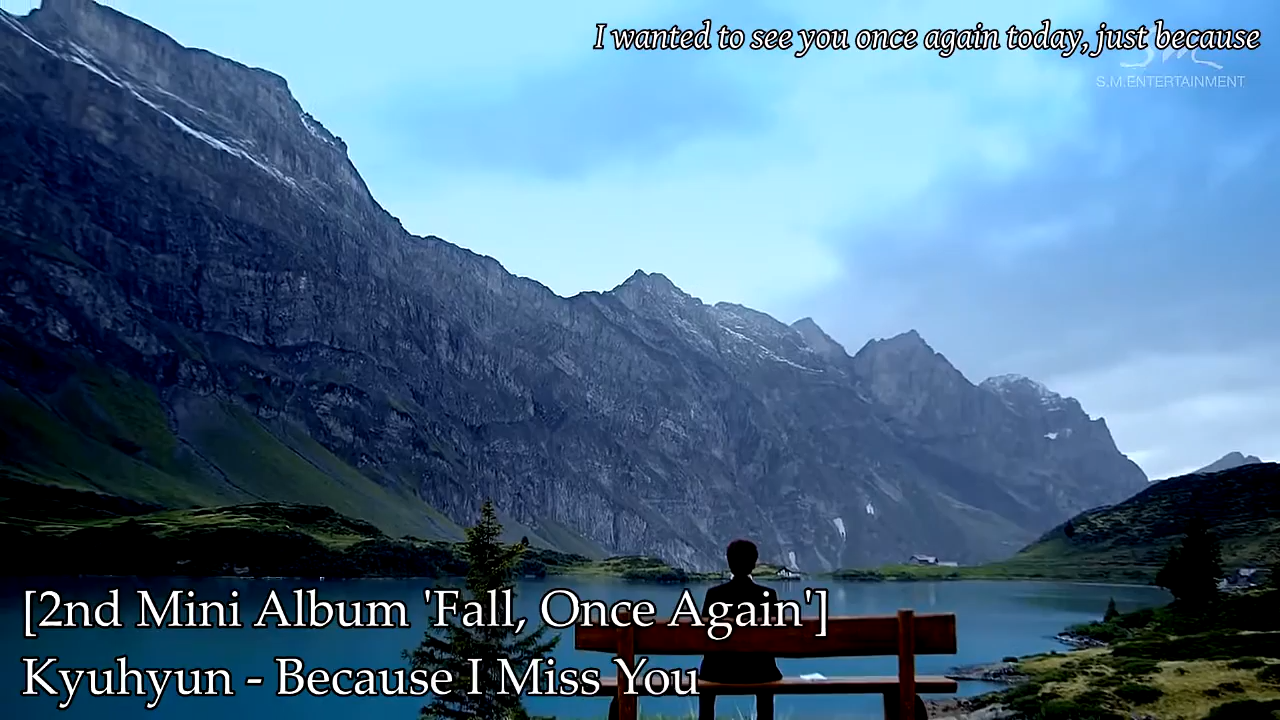 I wanted to see you once again today, just because
S.M.ENTERTAINMENT
[2nd Mini Album 'Fall, Once Again']
Kyuhyun - Because I Miss You